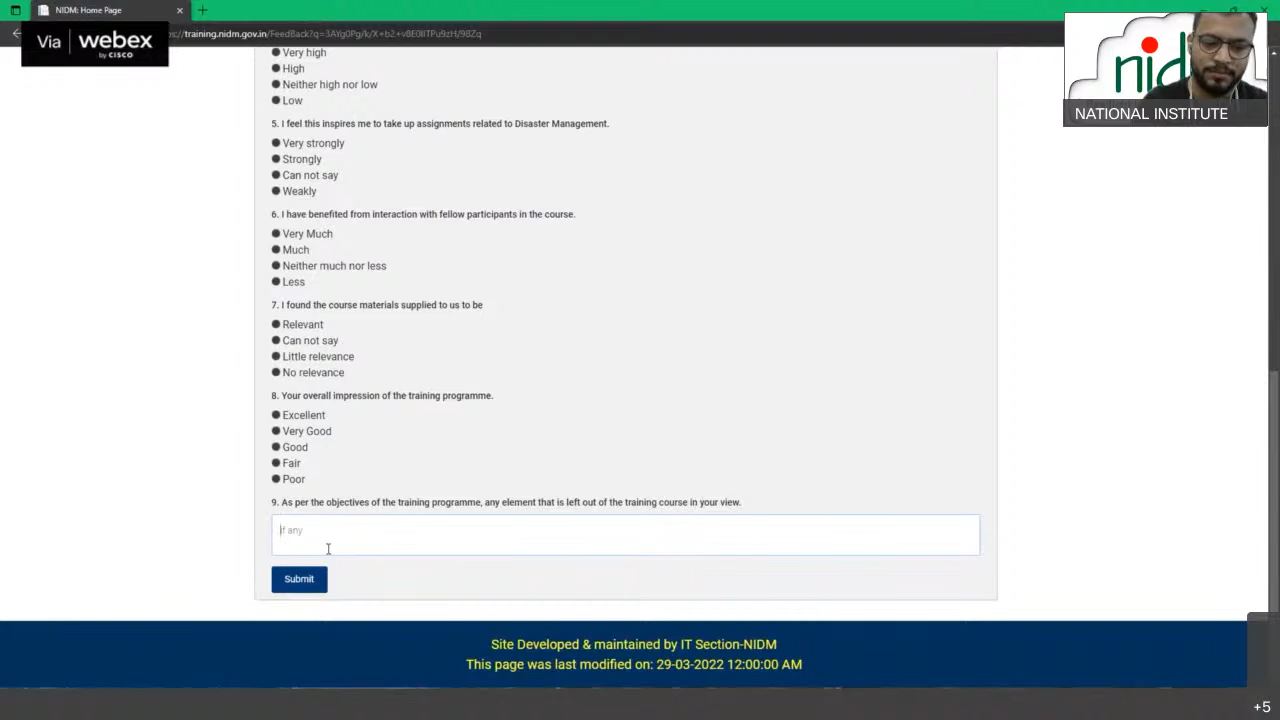 NIDM: Home Page
training.nidm.gov.in/FeedBack?q=
Via webex
by CISCO
nid
NATIONAL INSTITUTE
Very high
High
Neither high nor low
Low
5. I feel this inspires me to take up assignments related to Disaster Management.
Very strongly
Strongly
Can not say
Weakly
6. I have benefited from interaction with fellow participants in the course.
Very Much
Much
Neither much nor less
Less
7. I found the course materials supplied to us to be
Relevant
Can not say
Little relevance
No relevance
8. Your overall impression of the training programme.
Excellent
Very Good
Good
Fair
Poor
9. As per the objectives of the training programme, any element that is left out of the training course in your view.
If any
Submit
Site Developed & maintained by IT Section-NIDM
This page was last modified on: 29-03-2022 12:00:00 AM
+5